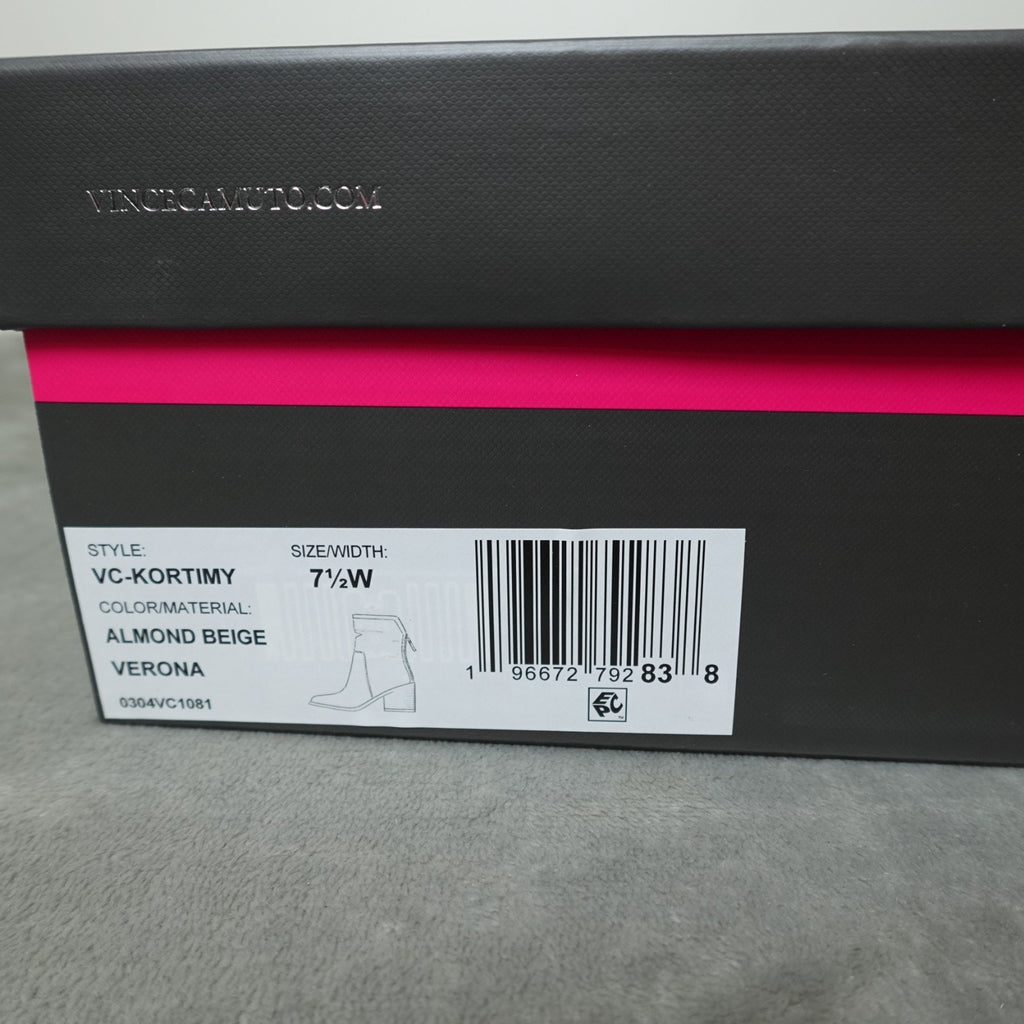 VINCECAMUTO.COM
STYLE:
VC-KORTIMY
SIZE/WIDTH:
7½W
COLOR/MATERIAL:
ALMOND BEIGE
VERONA
0304VC1081
1 96672 792 83 8
EPC